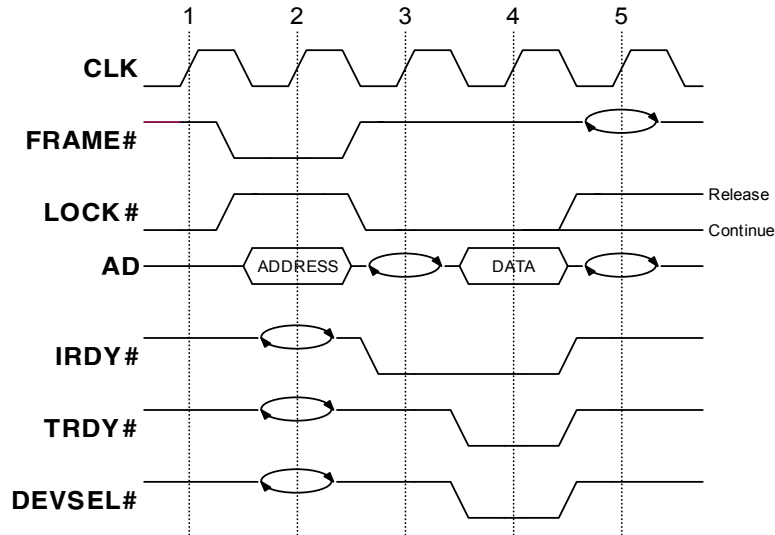 1 2 3 4 5
CLK
FRAME#
LOCK#
Release
Continue
AD
ADDRESS
DATA
IRDY#
TRDY#
DEVSEL#